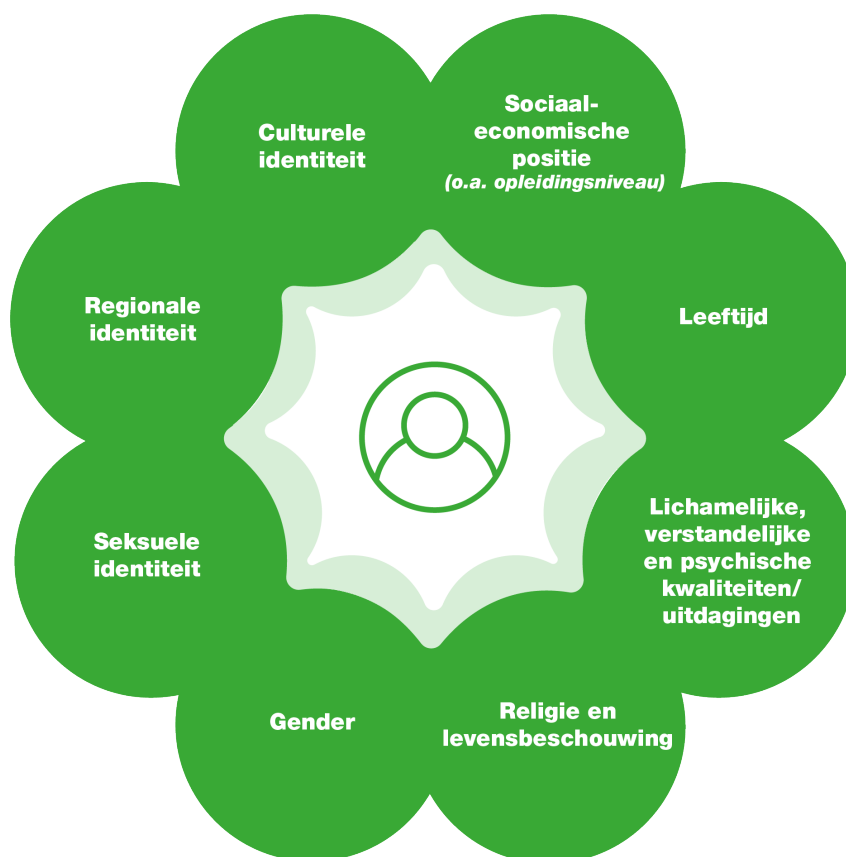 Culturele
identiteit
Sociaal-
economische
positie
(o.a. opleidingsniveau)
Regionale
identiteit
Leeftijd
Seksuele
identiteit
Lichamelijke,
verstandelijke
en psychische
kwaliteiten/
uitdagingen
Gender
Religie en
levensbeschouwing